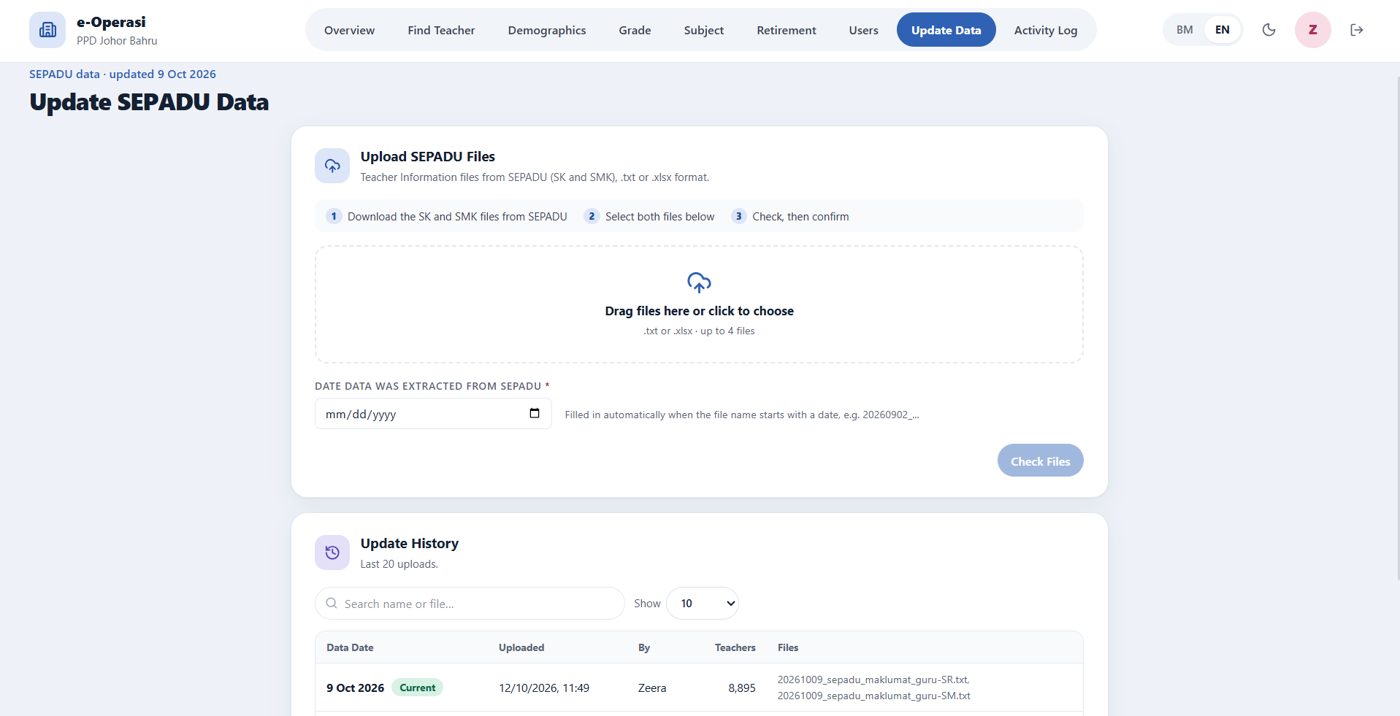 e-Operasi
PPD Johor Bahru
Overview
Find Teacher
Demographics
Grade
Subject
Retirement
Users
Update Data
Activity Log
BM
EN
Z
SEPADU data · updated 9 Oct 2026
Update SEPADU Data
Upload SEPADU Files
Teacher Information files from SEPADU (SK and SMK), .txt or .xlsx format.
1 Download the SK and SMK files from SEPADU 2 Select both files below 3 Check, then confirm
Drag files here or click to choose
.txt or .xlsx · up to 4 files
DATE DATA WAS EXTRACTED FROM SEPADU *
mm/dd/yyyy
Filled in automatically when the file name starts with a date, e.g. 20260902_...
Check Files
Update History
Last 20 uploads.
Search name or file...
Show 10
Data Date Uploaded By Teachers Files
9 Oct 2026 Current 12/10/2026, 11:49 Zeera 8,895 20261009_sepadu_maklumat_guru-SR.txt,
20261009_sepadu_maklumat_guru-SM.txt